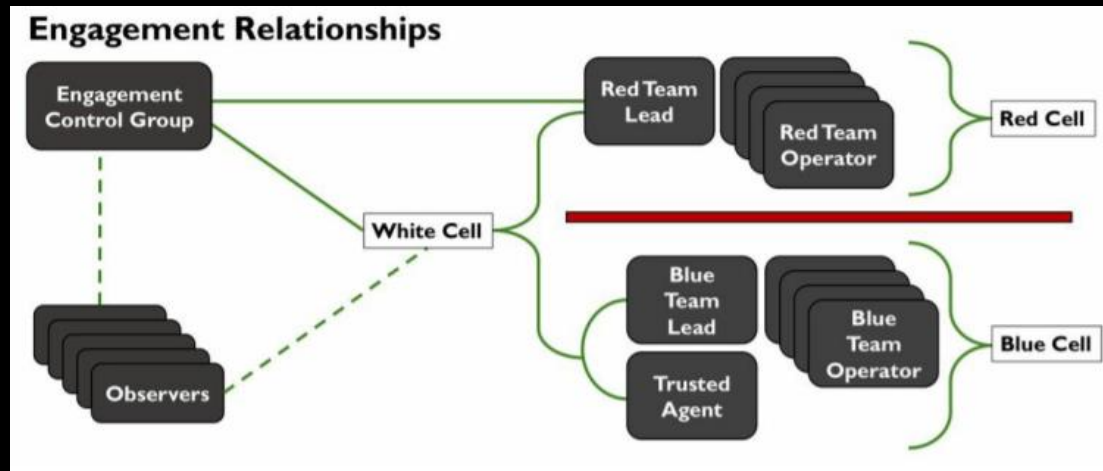 Engagement Relationships
Engagement
Control Group
Red Team
Lead
Red Team
Operator
Red Cell
White Cell
Blue
Team
Lead
Blue
Team
Operator
Blue Cell
Trusted
Agent
Observers